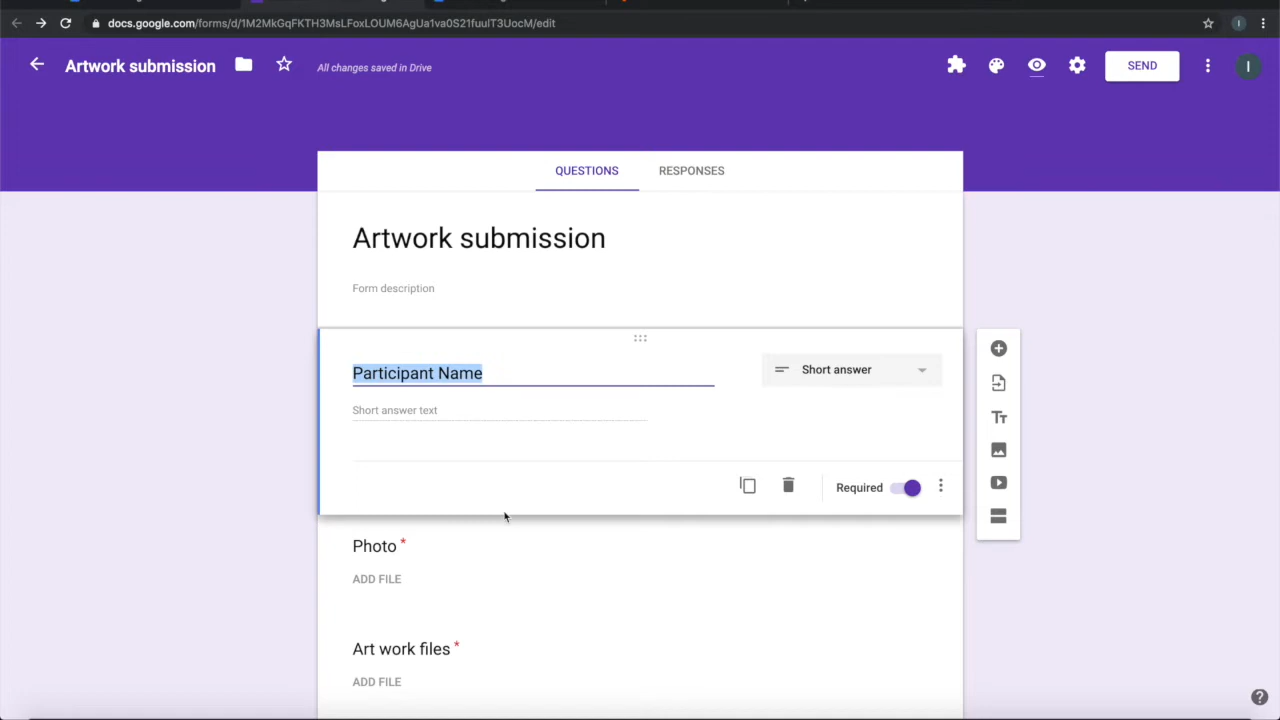 docs.google.com/forms/d/1M2MkGqFKTH3MsLFoxLOUM6AgUa1va0S21fuulT3UocM/edit
I
Artwork submission
All changes saved in Drive
SEND
I
QUESTIONS
RESPONSES
Artwork submission
Form description
Participant Name
Short answer
Short answer text
Required
Photo *
ADD FILE
Art work files *
ADD FILE